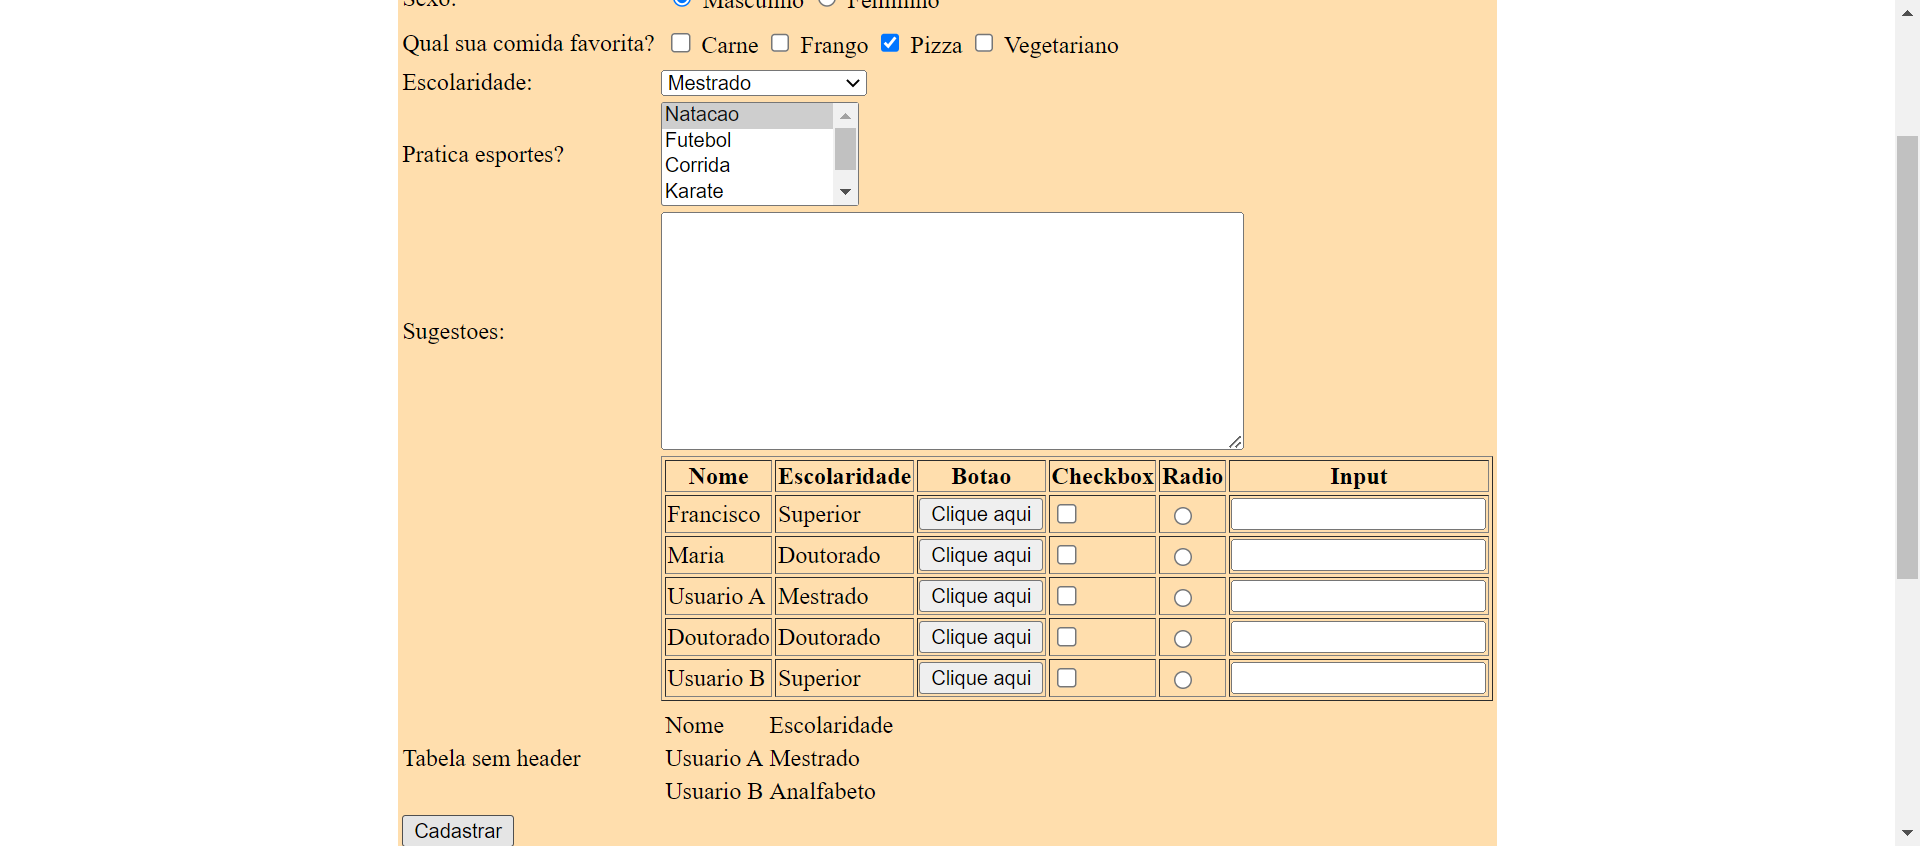 Sexo: Masculino Feminino
Qual sua comida favorita? Carne Frango Pizza Vegetariano
Escolaridade: Mestrado
Pratica esportes?
Natacao
Futebol
Corrida
Karate
Sugestoes:
Nome Escolaridade Botao Checkbox Radio Input
Francisco Superior Clique aqui
Maria Doutorado Clique aqui
Usuario A Mestrado Clique aqui
Doutorado Doutorado Clique aqui
Usuario B Superior Clique aqui
Tabela sem header
Nome Escolaridade
Usuario A Mestrado
Usuario B Analfabeto
Cadastrar